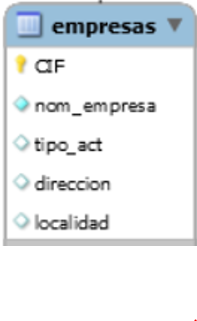 empresas
CIF
nom_empresa
tipo_act
direccion
localidad